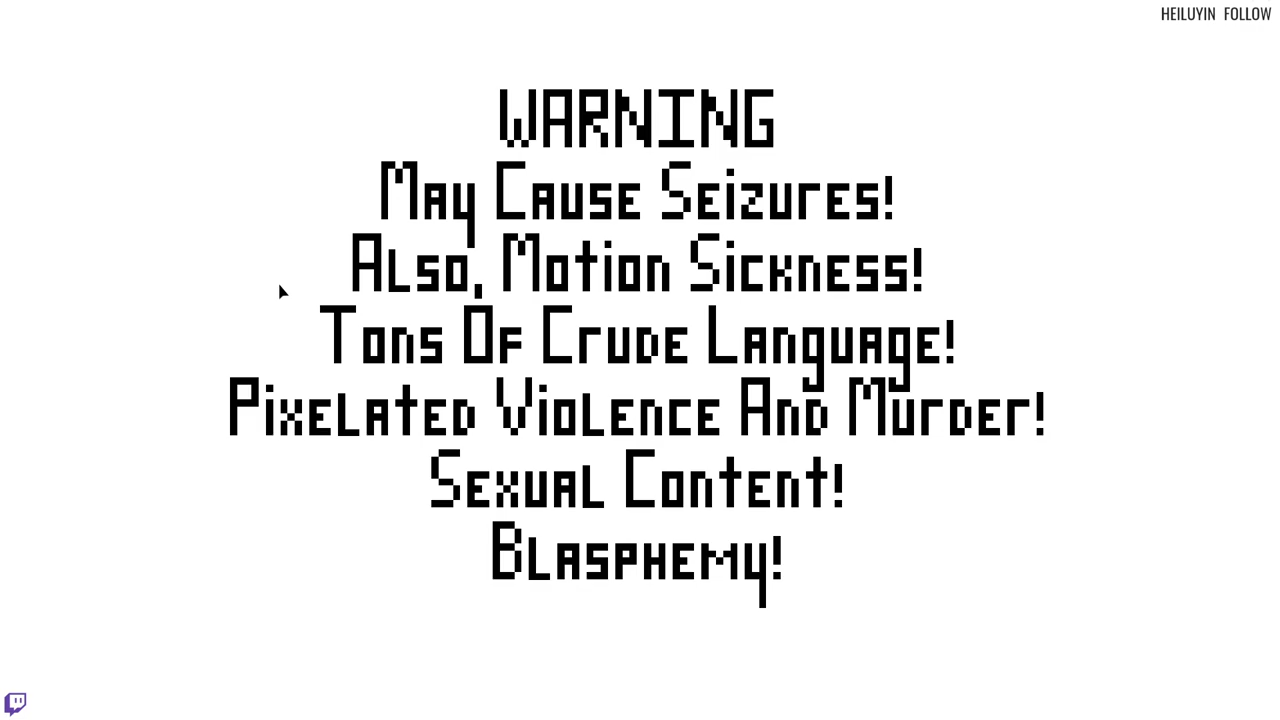 HEILUYIN FOLLOW
WARNING
May Cause Seizures!
Also, Motion Sickness!
Tons Of Crude Language!
Pixelated Violence And Murder!
Sexual Content!
Blasphemy!